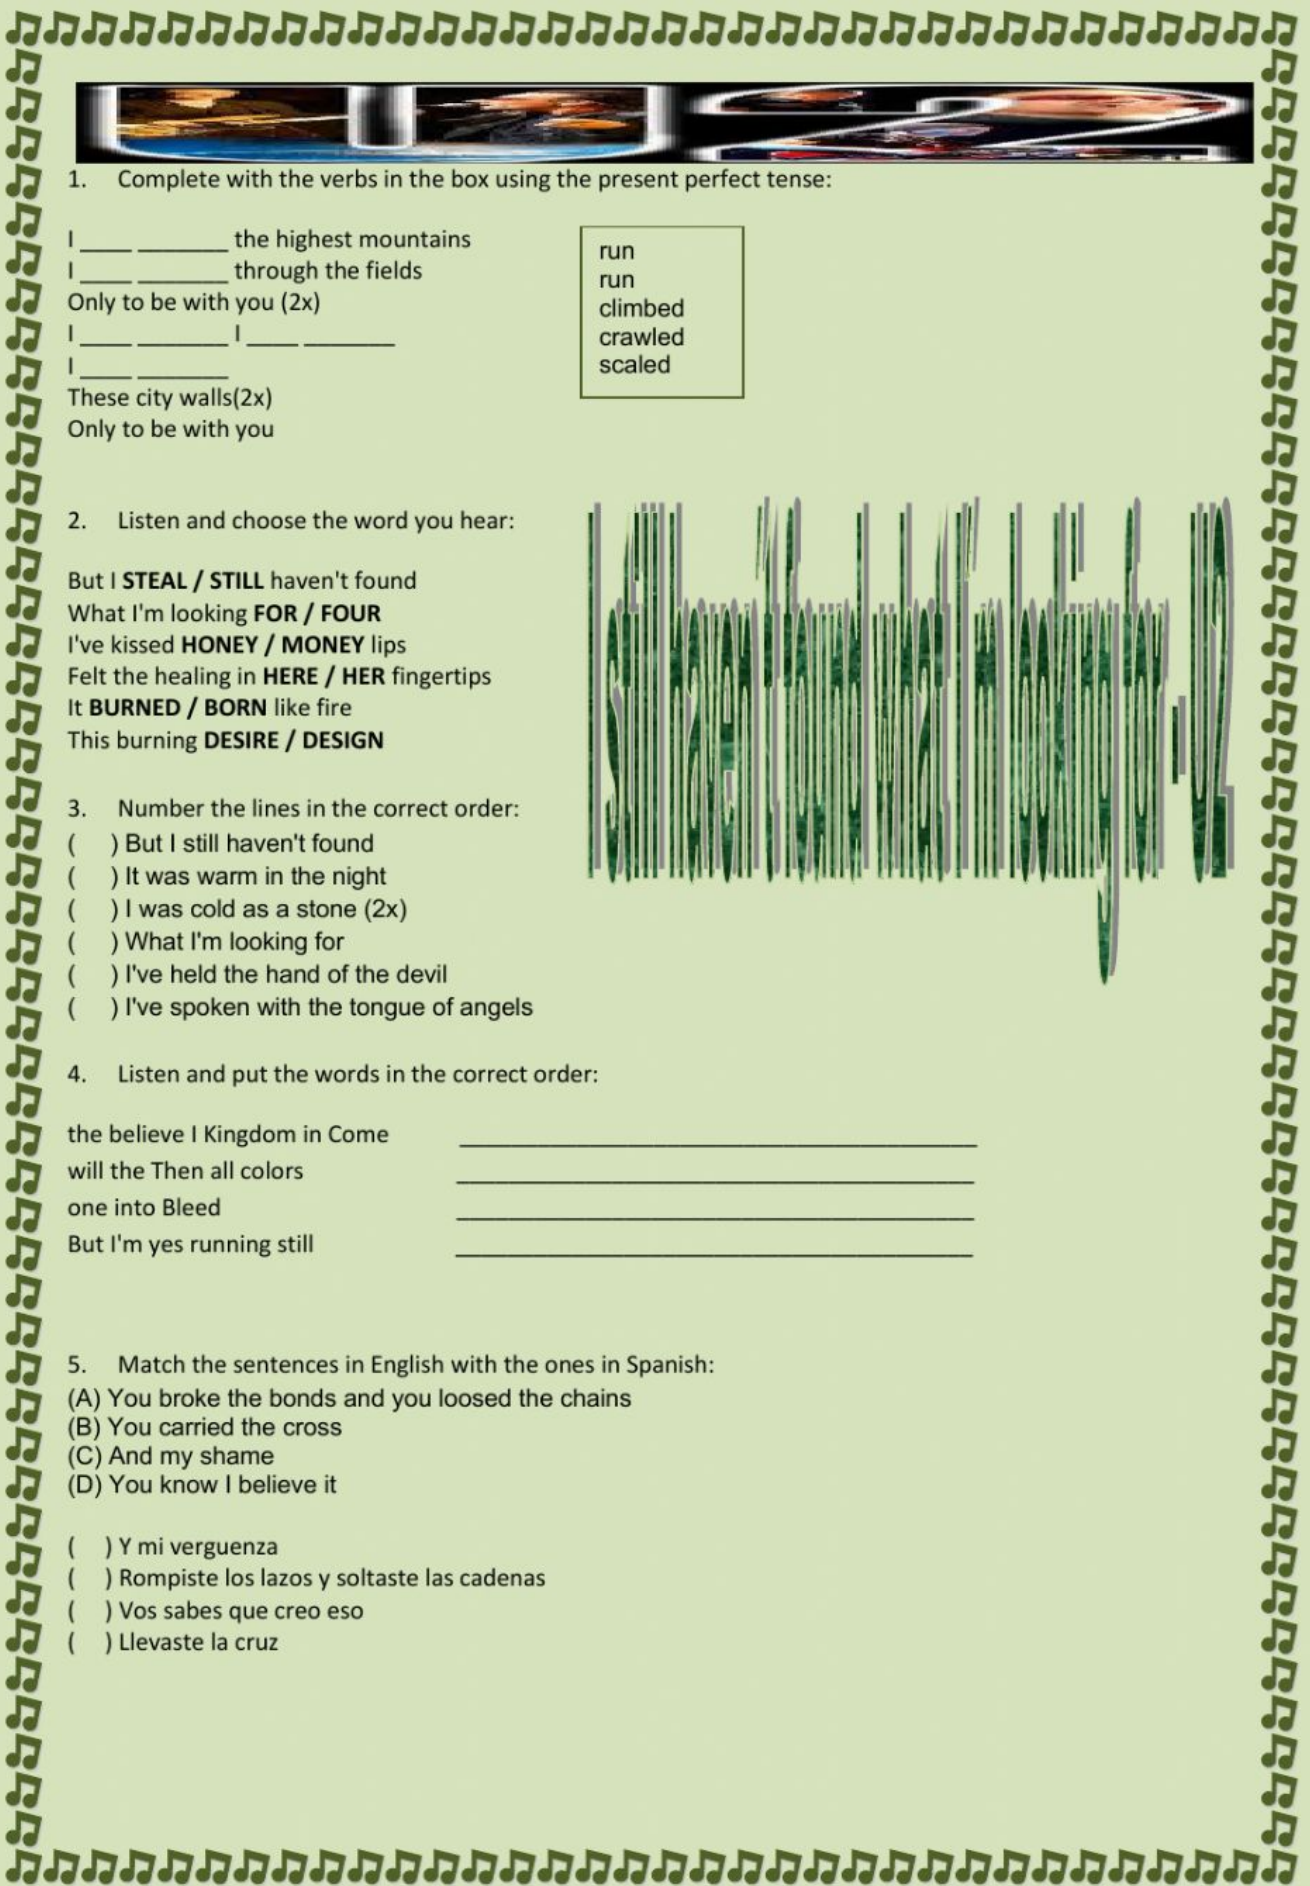 U2
1. Complete with the verbs in the box using the present perfect tense:
I ____ _______ the highest mountains
I ____ _______ through the fields
Only to be with you (2x)
I ____ _______ I ____ _______
I ____ _______
These city walls(2x)
Only to be with you
run
run
climbed
crawled
scaled
2. Listen and choose the word you hear:
But I STEAL / STILL haven't found
What I'm looking FOR / FOUR
I've kissed HONEY / MONEY lips
Felt the healing in HERE / HER fingertips
It BURNED / BORN like fire
This burning DESIRE / DESIGN
I still haven't found what I'm looking for - U2
3. Number the lines in the correct order:
( ) But I still haven't found
( ) It was warm in the night
( ) I was cold as a stone (2x)
( ) What I'm looking for
( ) I've held the hand of the devil
( ) I've spoken with the tongue of angels
4. Listen and put the words in the correct order:
the believe I Kingdom in Come ________________________________________
will the Then all colors ________________________________________
one into Bleed ________________________________________
But I'm yes running still ________________________________________
5. Match the sentences in English with the ones in Spanish:
(A) You broke the bonds and you loosed the chains
(B) You carried the cross
(C) And my shame
(D) You know I believe it
( ) Y mi verguenza
( ) Rompiste los lazos y soltaste las cadenas
( ) Vos sabes que creo eso
( ) Llevaste la cruz